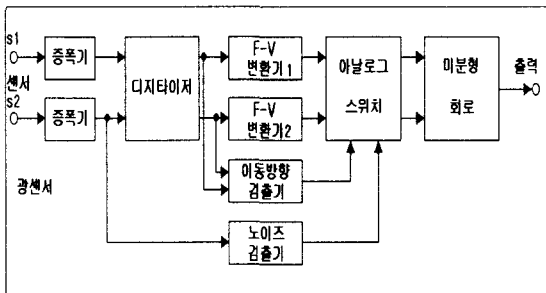 s1
센서
s2
광센서
증폭기
증폭기
디지타이저
F-V
변환기1
F-V
변환기2
이동방향
검출기
노이즈
검출기
아날로그
스위치
미분형
회로
출력